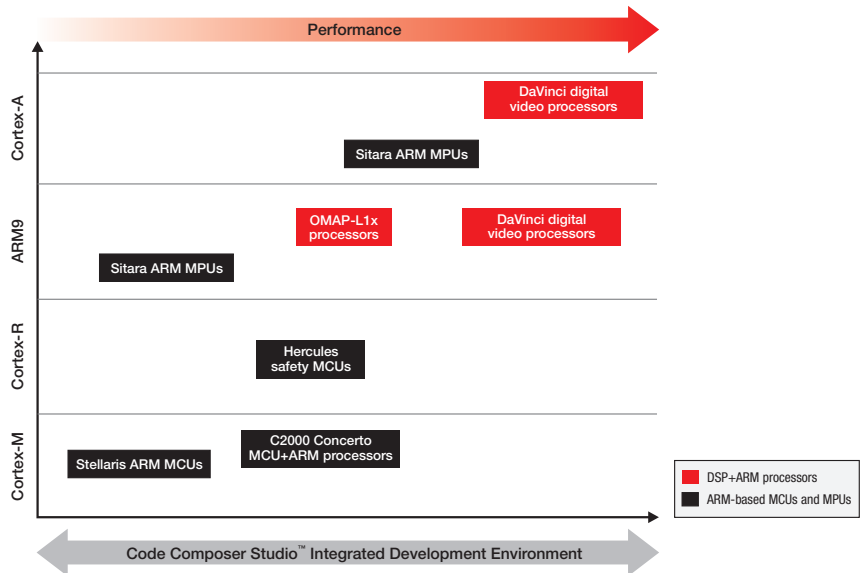 Performance
Cortex-A
DaVinci digital
video processors
Sitara ARM MPUs
ARM9
OMAP-L1x
processors
DaVinci digital
video processors
Sitara ARM MPUs
Cortex-R
Hercules
safety MCUs
Cortex-M
C2000 Concerto
MCU+ARM processors
Stellaris ARM MCUs
DSP+ARM processors
ARM-based MCUs and MPUs
Code Composer Studio™ Integrated Development Environment